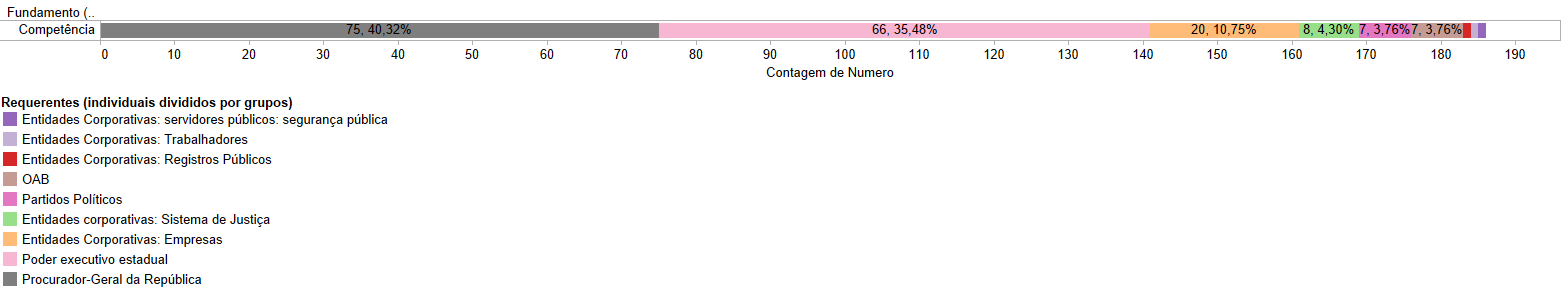 Fundamento (..
Competência
75, 40,32%
66, 35,48%
20, 10,75%
8, 4,30%
7, 3,76%
7, 3,76%
0 10 20 30 40 50 60 70 80 90 100 110 120 130 140 150 160 170 180 190
Contagem de Numero
Requerentes (individuais divididos por grupos)
Entidades Corporativas: servidores públicos: segurança pública
Entidades Corporativas: Trabalhadores
Entidades Corporativas: Registros Públicos
OAB
Partidos Políticos
Entidades corporativas: Sistema de Justiça
Entidades Corporativas: Empresas
Poder executivo estadual
Procurador-Geral da República